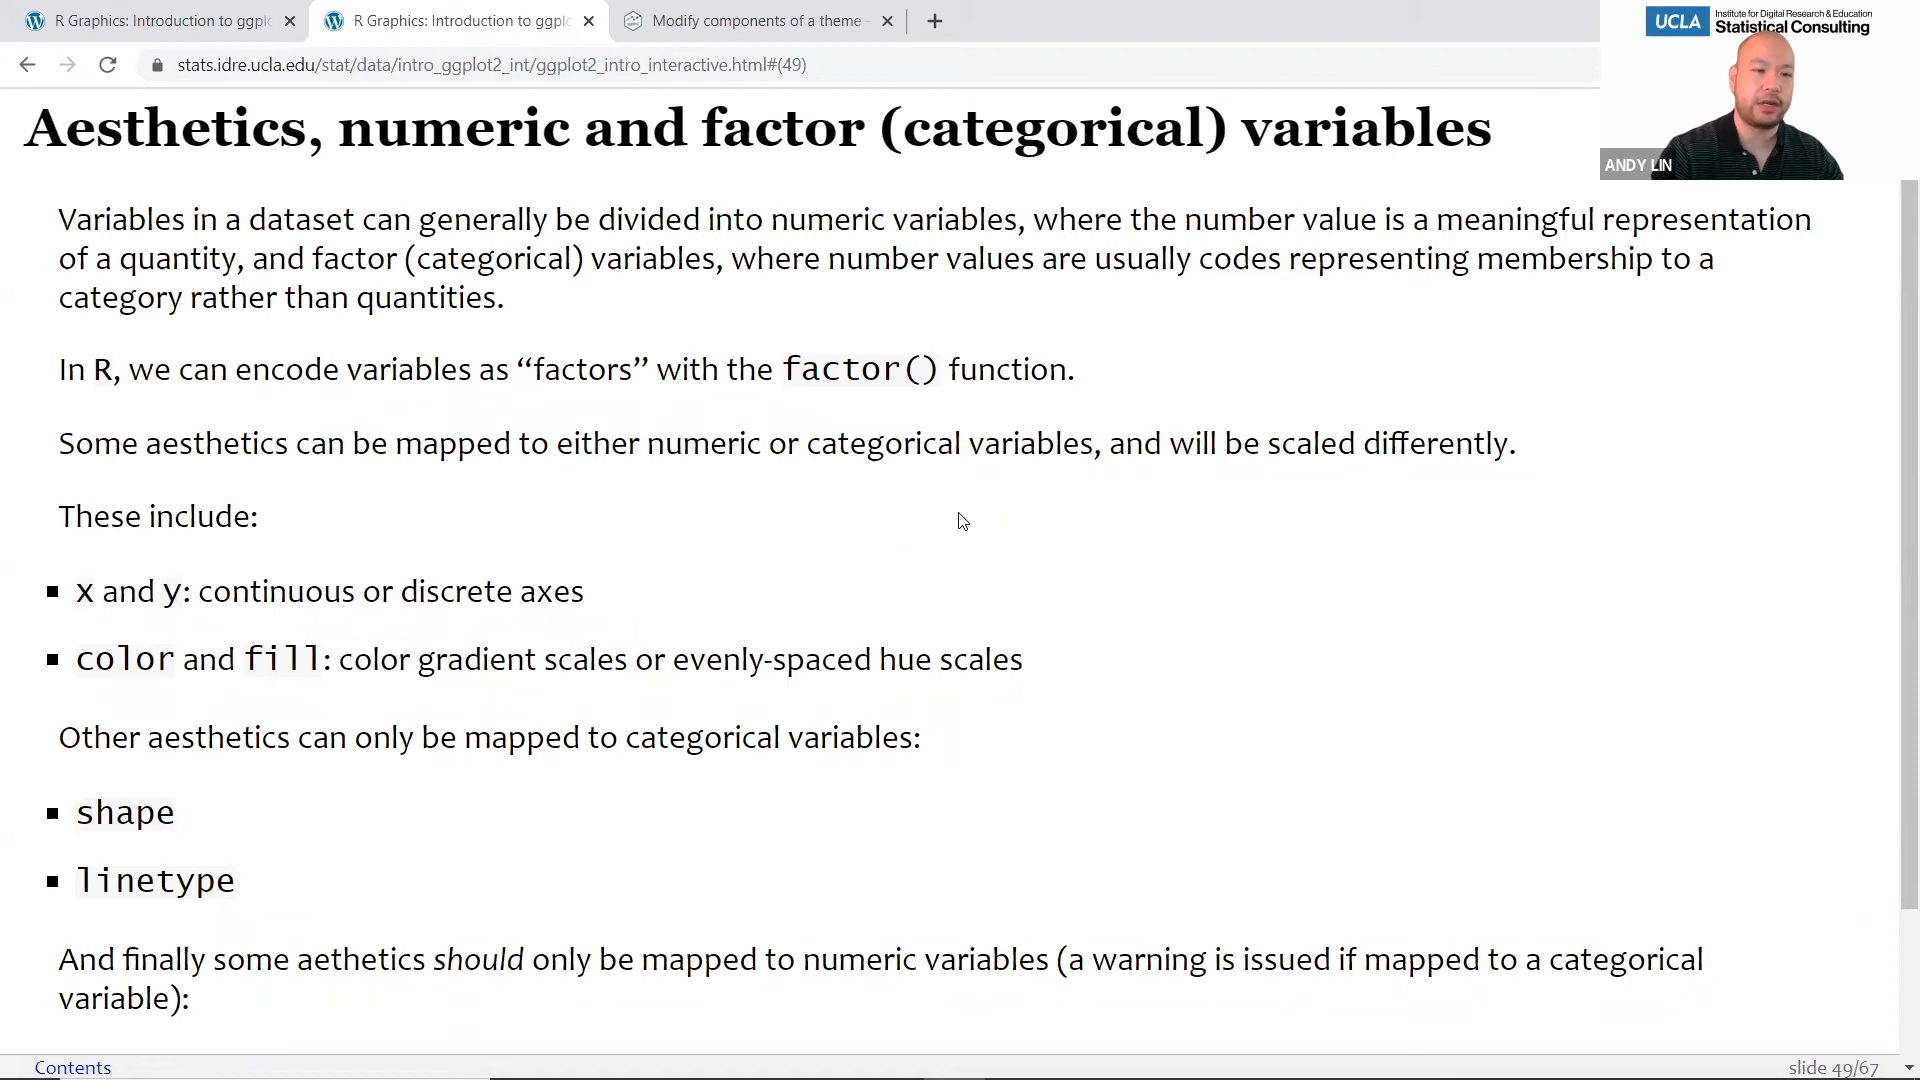 R Graphics: Introduction to ggpl
R Graphics: Introduction to ggpl
Modify components of a theme -
stats.idre.ucla.edu/stat/data/intro_ggplot2_int/ggplot2_intro_interactive.html#(49)
UCLA
Institute for Digital Research & Education
Statistical Consulting
ANDY LIN
Aesthetics, numeric and factor (categorical) variables
Variables in a dataset can generally be divided into numeric variables, where the number value is a meaningful representation
of a quantity, and factor (categorical) variables, where number values are usually codes representing membership to a
category rather than quantities.
In R, we can encode variables as “factors” with the factor() function.
Some aesthetics can be mapped to either numeric or categorical variables, and will be scaled differently.
These include:
x and y: continuous or discrete axes
color and fill: color gradient scales or evenly-spaced hue scales
Other aesthetics can only be mapped to categorical variables:
shape
linetype
And finally some aethetics should only be mapped to numeric variables (a warning is issued if mapped to a categorical
variable):
Contents
slide 49/67